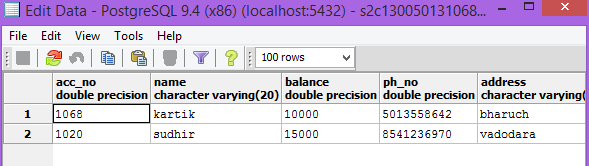 Edit Data - PostgreSQL 9.4 (x86) (localhost:5432) - s2c130050131068...
File Edit View Tools Help
100 rows
acc_no name balance ph_no address
double precision character varying(20) double precision double precision character varying(
1 1068 kartik 10000 5013558642 bharuch
2 1020 sudhir 15000 8541236970 vadodara